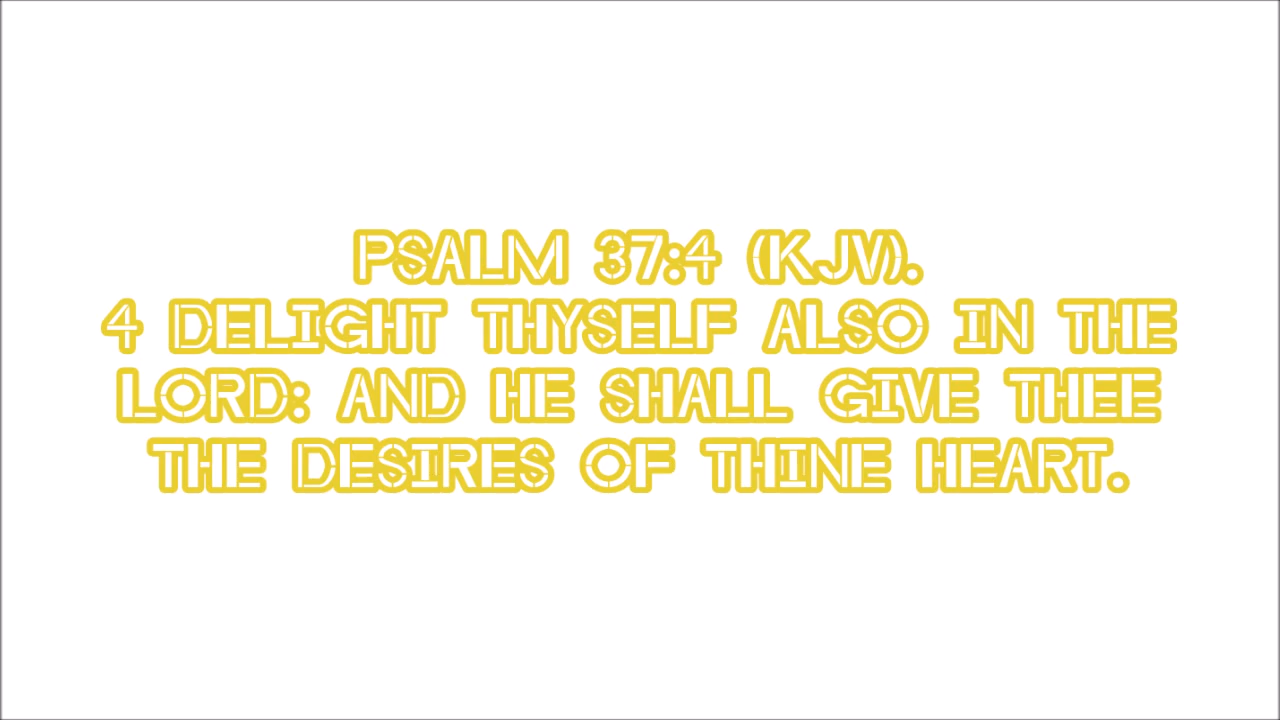 PSALM 37:4 (KJV).
4 DELIGHT THYSELF ALSO IN THE
LORD: AND HE SHALL GIVE THEE
THE DESIRES OF THINE HEART.